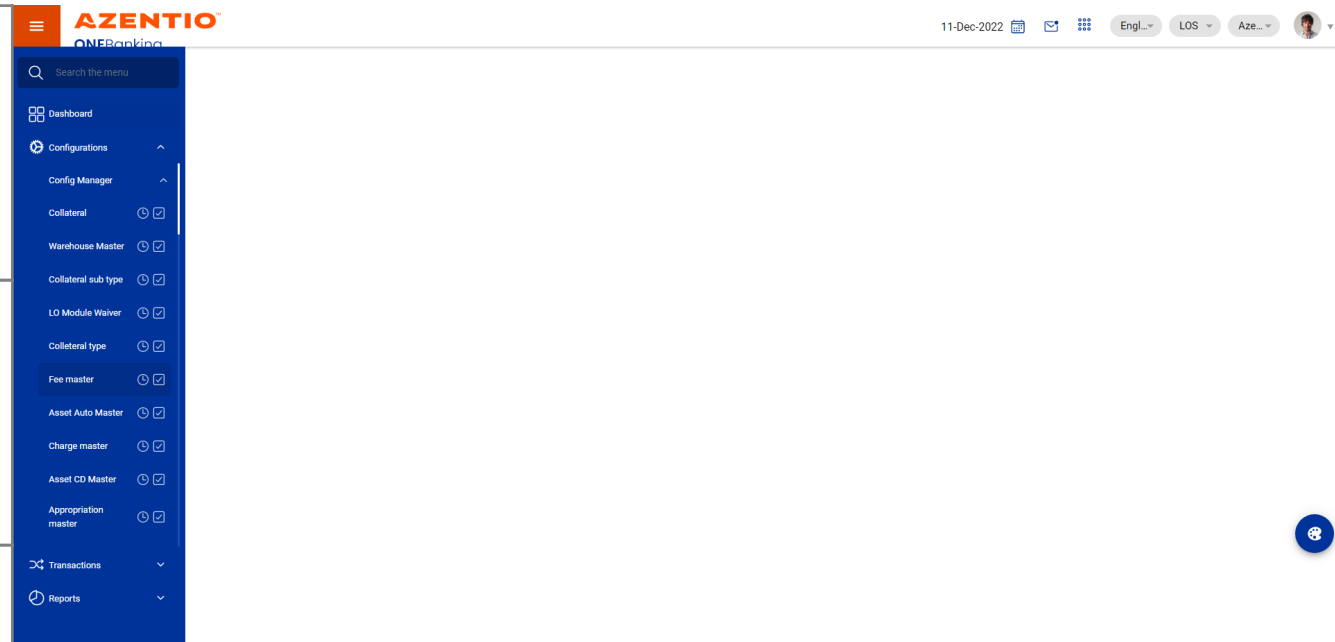 AZENTIO
ONEBanking
11-Dec-2022
Engl...
LOS
Aze...
Search the menu
Dashboard
Configurations
Config Manager
Collateral
Warehouse Master
Collateral sub type
LO Module Waiver
Colleteral type
Fee master
Asset Auto Master
Charge master
Asset CD Master
Appropriation
master
Transactions
Reports